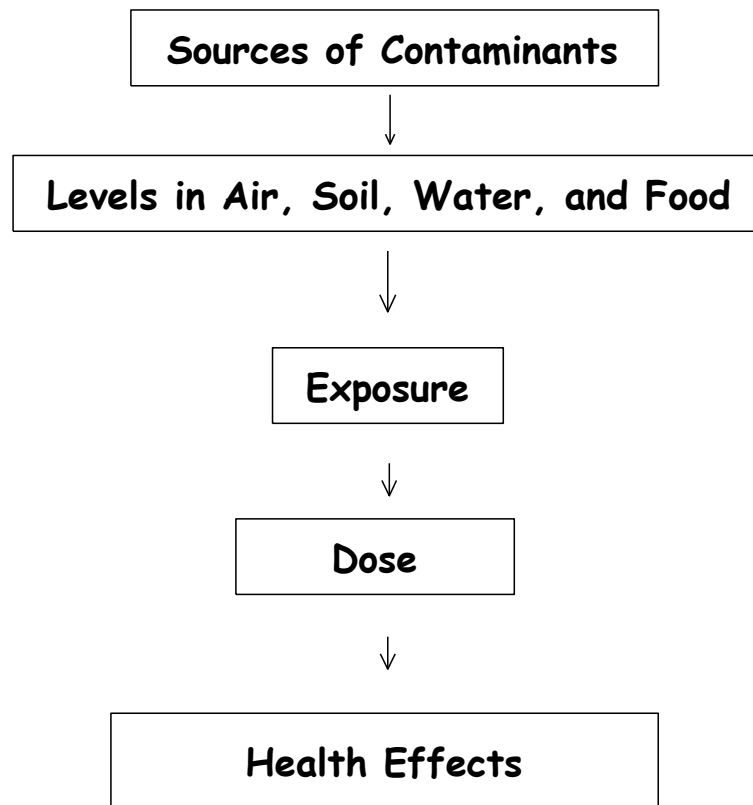 Sources of Contaminants
Levels in Air, Soil, Water, and Food
Exposure
Dose
Health Effects